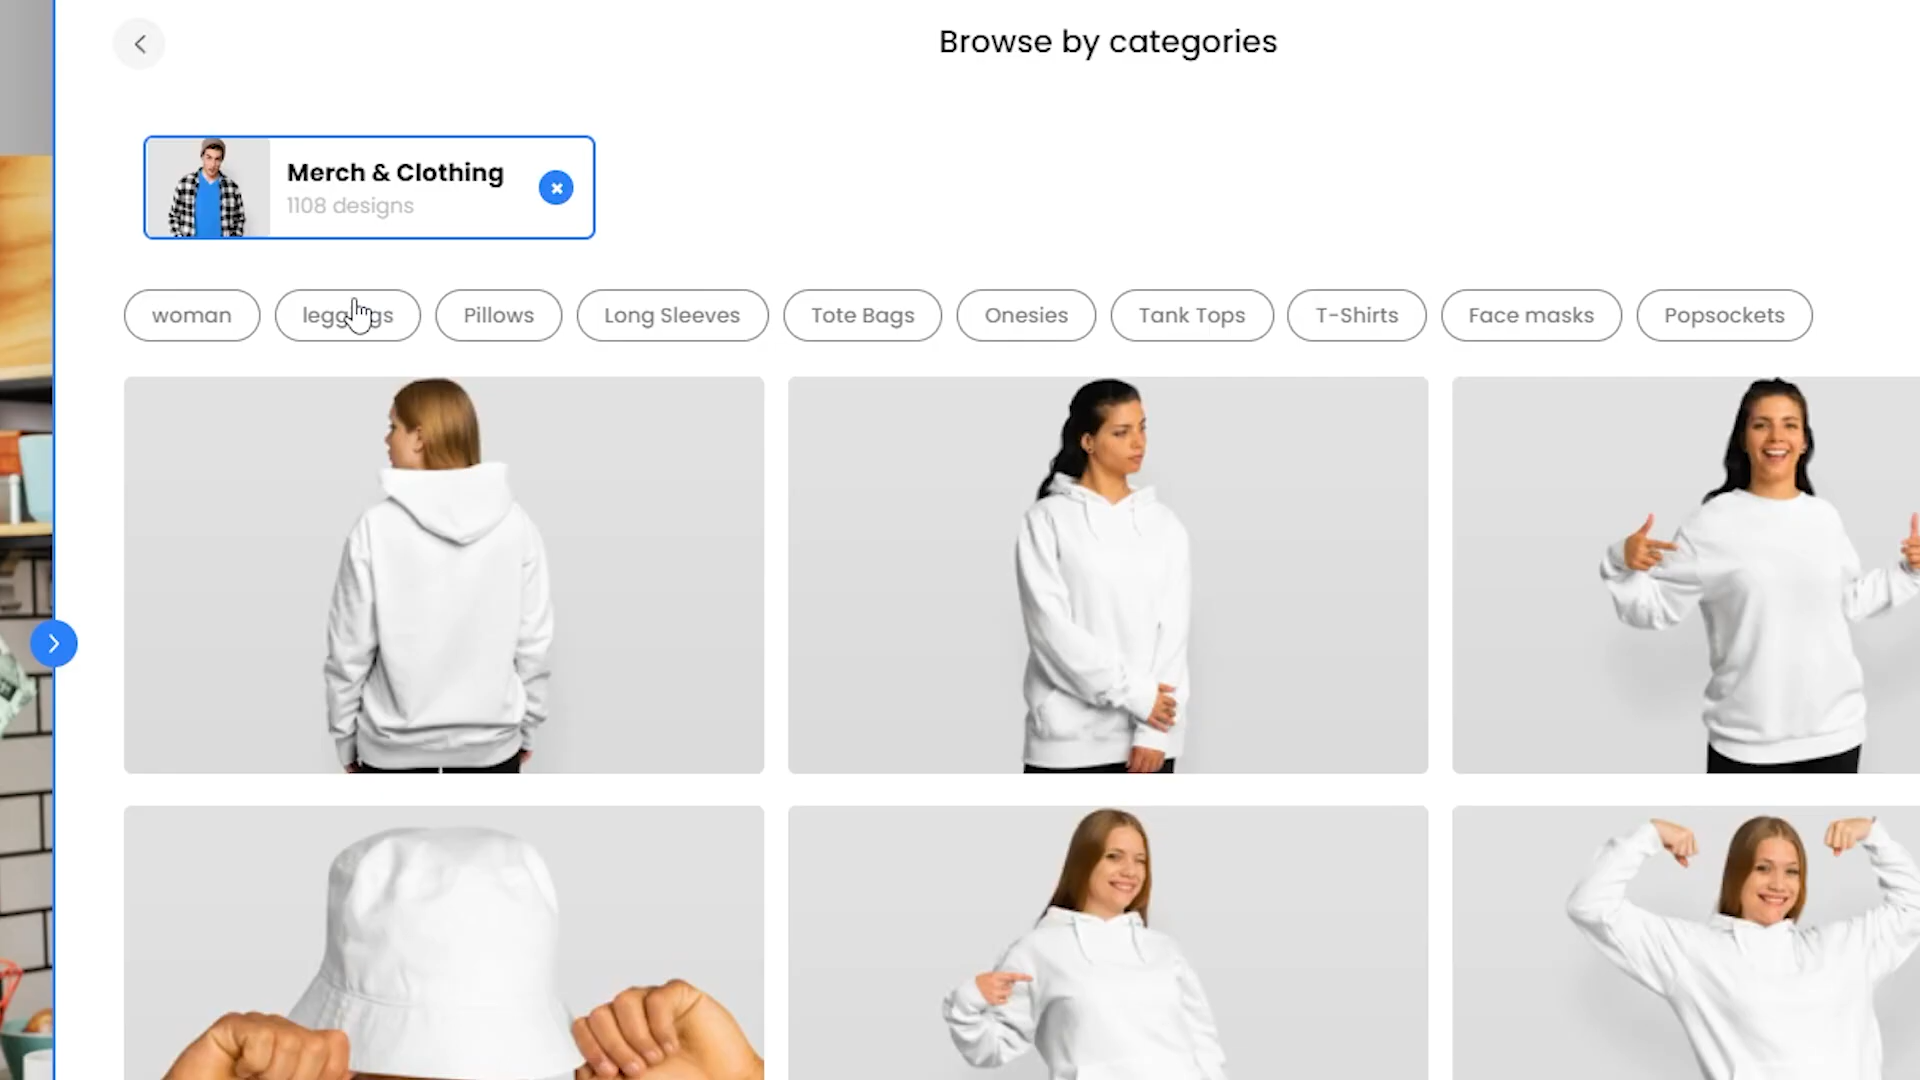 Browse by categories
Merch & Clothing
1108 designs
woman
Pillows
Long Sleeves
Tote Bags
Onesies
Tank Tops
T-Shirts
Face masks
Popsockets